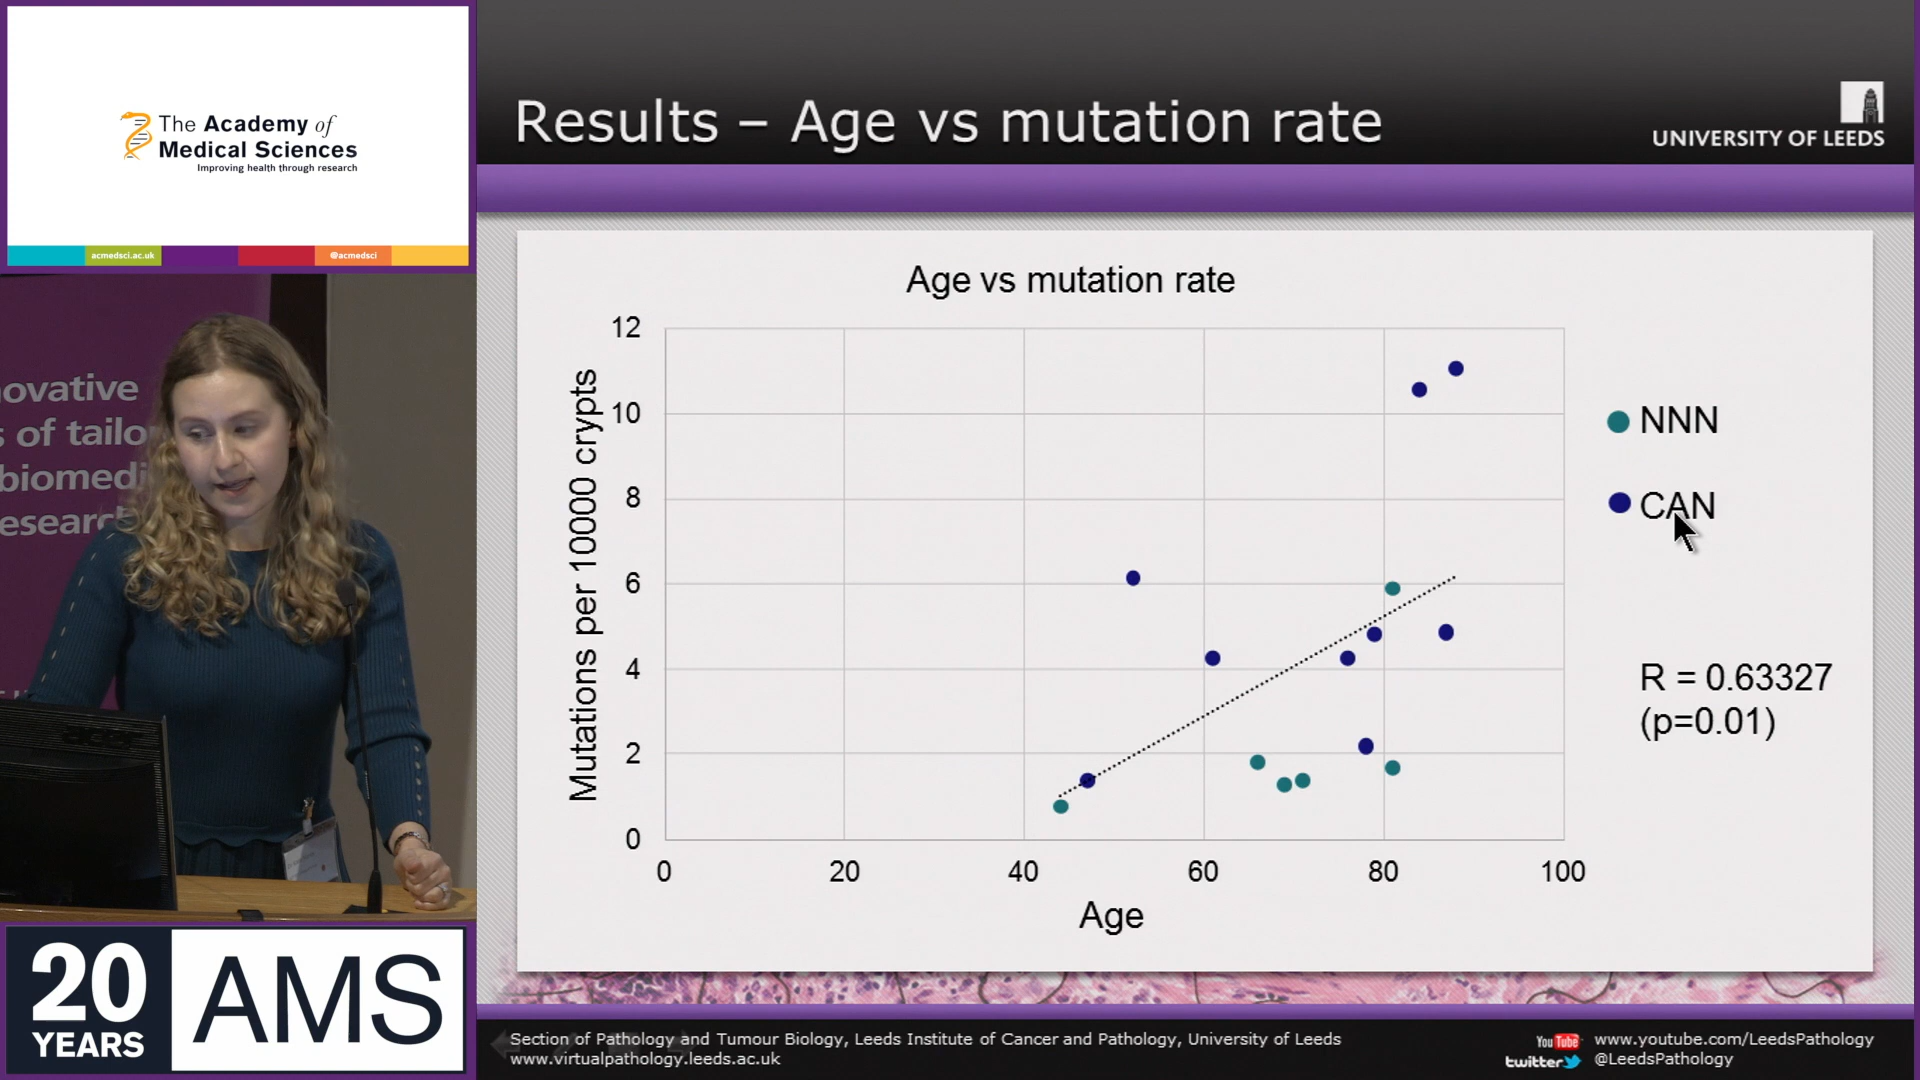 The Academy of
Medical Sciences
Improving health through research
acmedsci.ac.uk
@acmedsci
ovative
s of tailo
biomedi
esearc
20
YEARS
AMS
Results – Age vs mutation rate
UNIVERSITY OF LEEDS
Age vs mutation rate
Mutations per 10000 crypts
12
10
8
6
4
2
0
0 20 40 60 80 100
Age
NNN
CAN
R = 0.63327
(p=0.01)
Section of Pathology and Tumour Biology, Leeds Institute of Cancer and Pathology, University of Leeds
www.virtualpathology.leeds.ac.uk
YouTube www.youtube.com/LeedsPathology
twitter @LeedsPathology